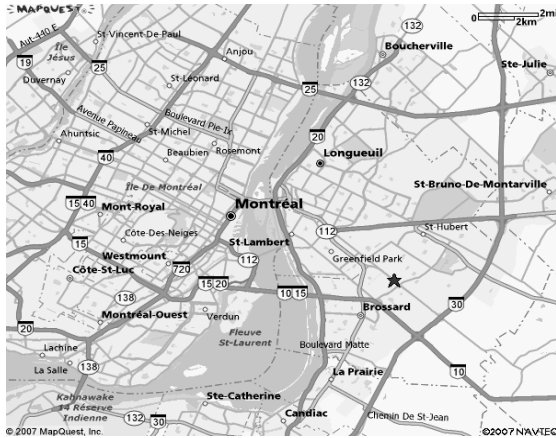 MAPQUEST
Aut-440 E
132
0
2mi
2km
St-Vincent-De-Paul
Île
Jésus
Anjou
Boucherville
19
25
Ste-Julie
Duvernay
St-Léonard
132
25
Avenue Papineau
Boulevard Pie-Ix
Ahuntsic
St-Michel
20
40
Beaubien
Rosemont
Longueuil
Île De Montréal
St-Bruno-De-Montarville
15 40
Mont-Royal
Montréal
15
Côte-Des-Neiges
St-Lambert
112
St-Hubert
Westmount
720
112
Greenfield Park
Côte-St-Luc
15 20
138
10 15
30
Brossard
20
Montréal-Ouest
Verdun
Fleuve
St-Laurent
Boulevard Matte
Lachine
138
La Salle
La Prairie
10
Kahnawake
14 Réserve
Indienne
Ste-Catherine
132
30
Candiac
Chemin De St-Jean
© 2007 MapQuest, Inc.
©2007 NAVTEQ